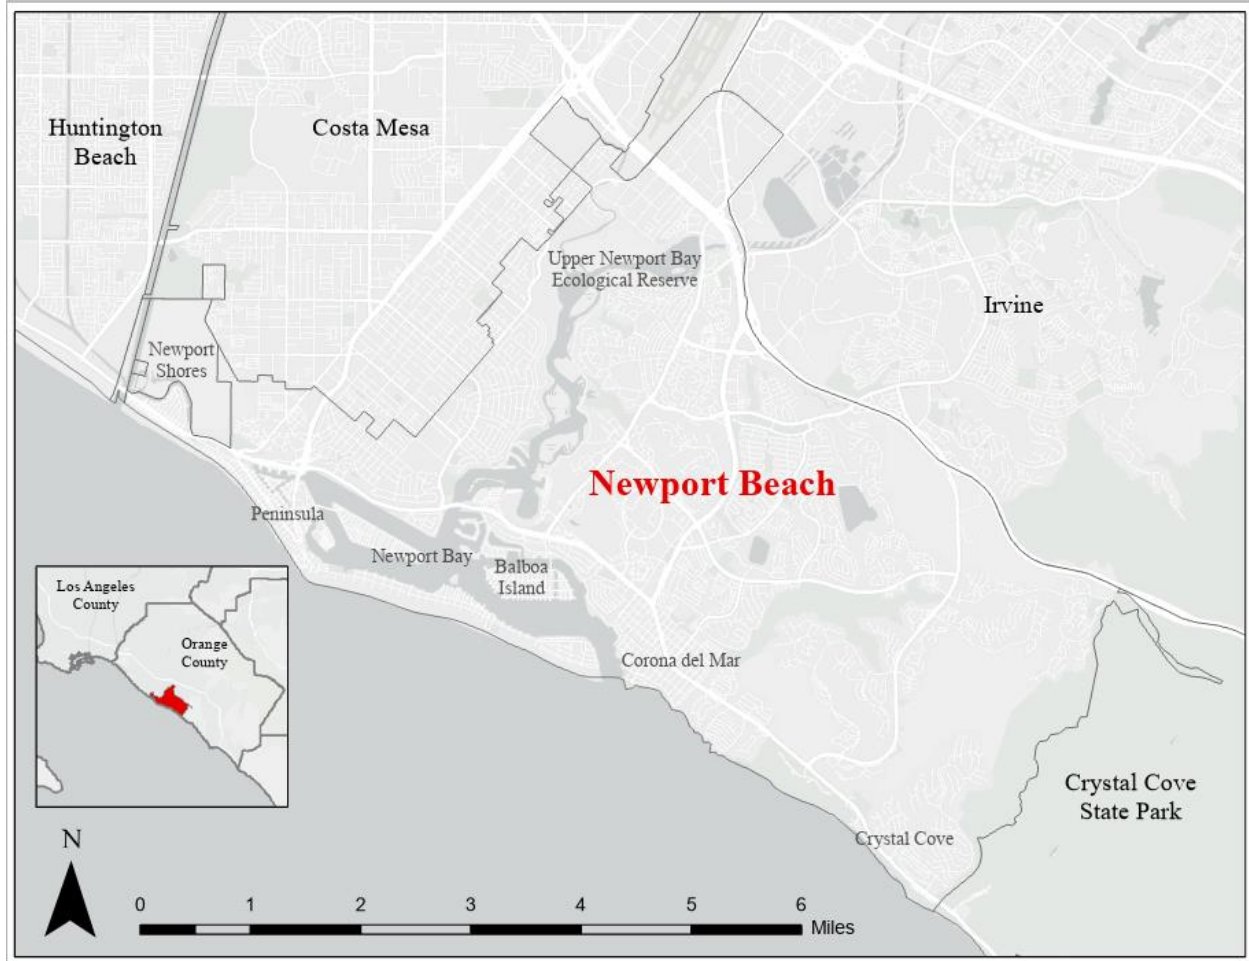 Huntington
Beach
Costa Mesa
Upper Newport Bay
Ecological Reserve
Irvine
Newport
Shores
Newport Beach
Peninsula
Newport Bay
Balboa
Island
Los Angeles
County
Orange
County
Corona del Mar
Crystal Cove
State Park
Crystal Cove
N
0 1 2 3 4 5 6
Miles